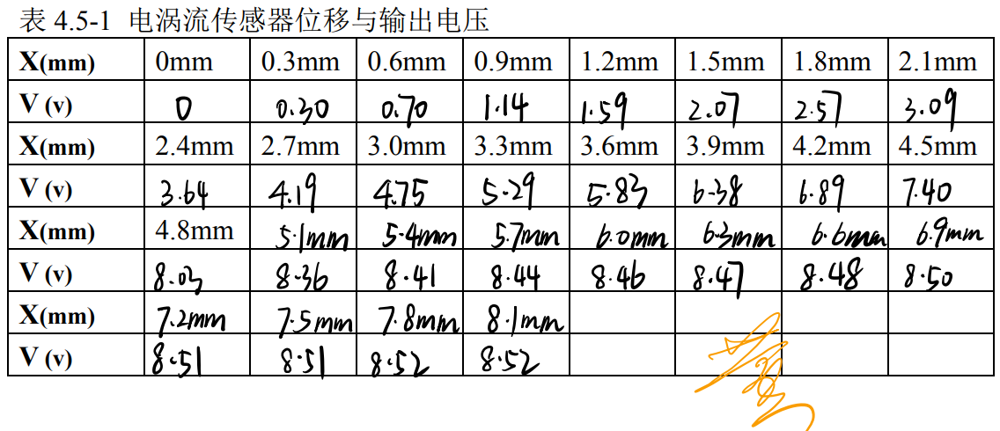 表 4.5-1 电涡流传感器位移与输出电压
X(mm) 0mm 0.3mm 0.6mm 0.9mm 1.2mm 1.5mm 1.8mm 2.1mm
V (v) 0 0.30 0.70 1.14 1.59 2.07 2.57 3.09
X(mm) 2.4mm 2.7mm 3.0mm 3.3mm 3.6mm 3.9mm 4.2mm 4.5mm
V (v) 3.64 4.19 4.75 5.29 5.83 6.38 6.89 7.40
X(mm) 4.8mm 5.1mm 5.4mm 5.7mm 6.0mm 6.3mm 6.6mm 6.9mm
V (v) 8.03 8.36 8.41 8.44 8.46 8.47 8.48 8.50
X(mm) 7.2mm 7.5mm 7.8mm 8.1mm
V (v) 8.51 8.51 8.52 8.52